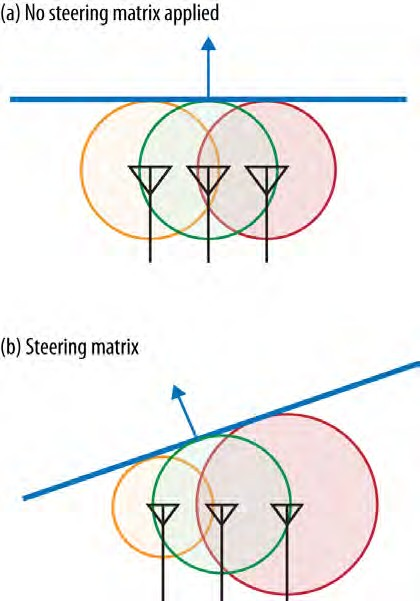 (a) No steering matrix applied
(b) Steering matrix